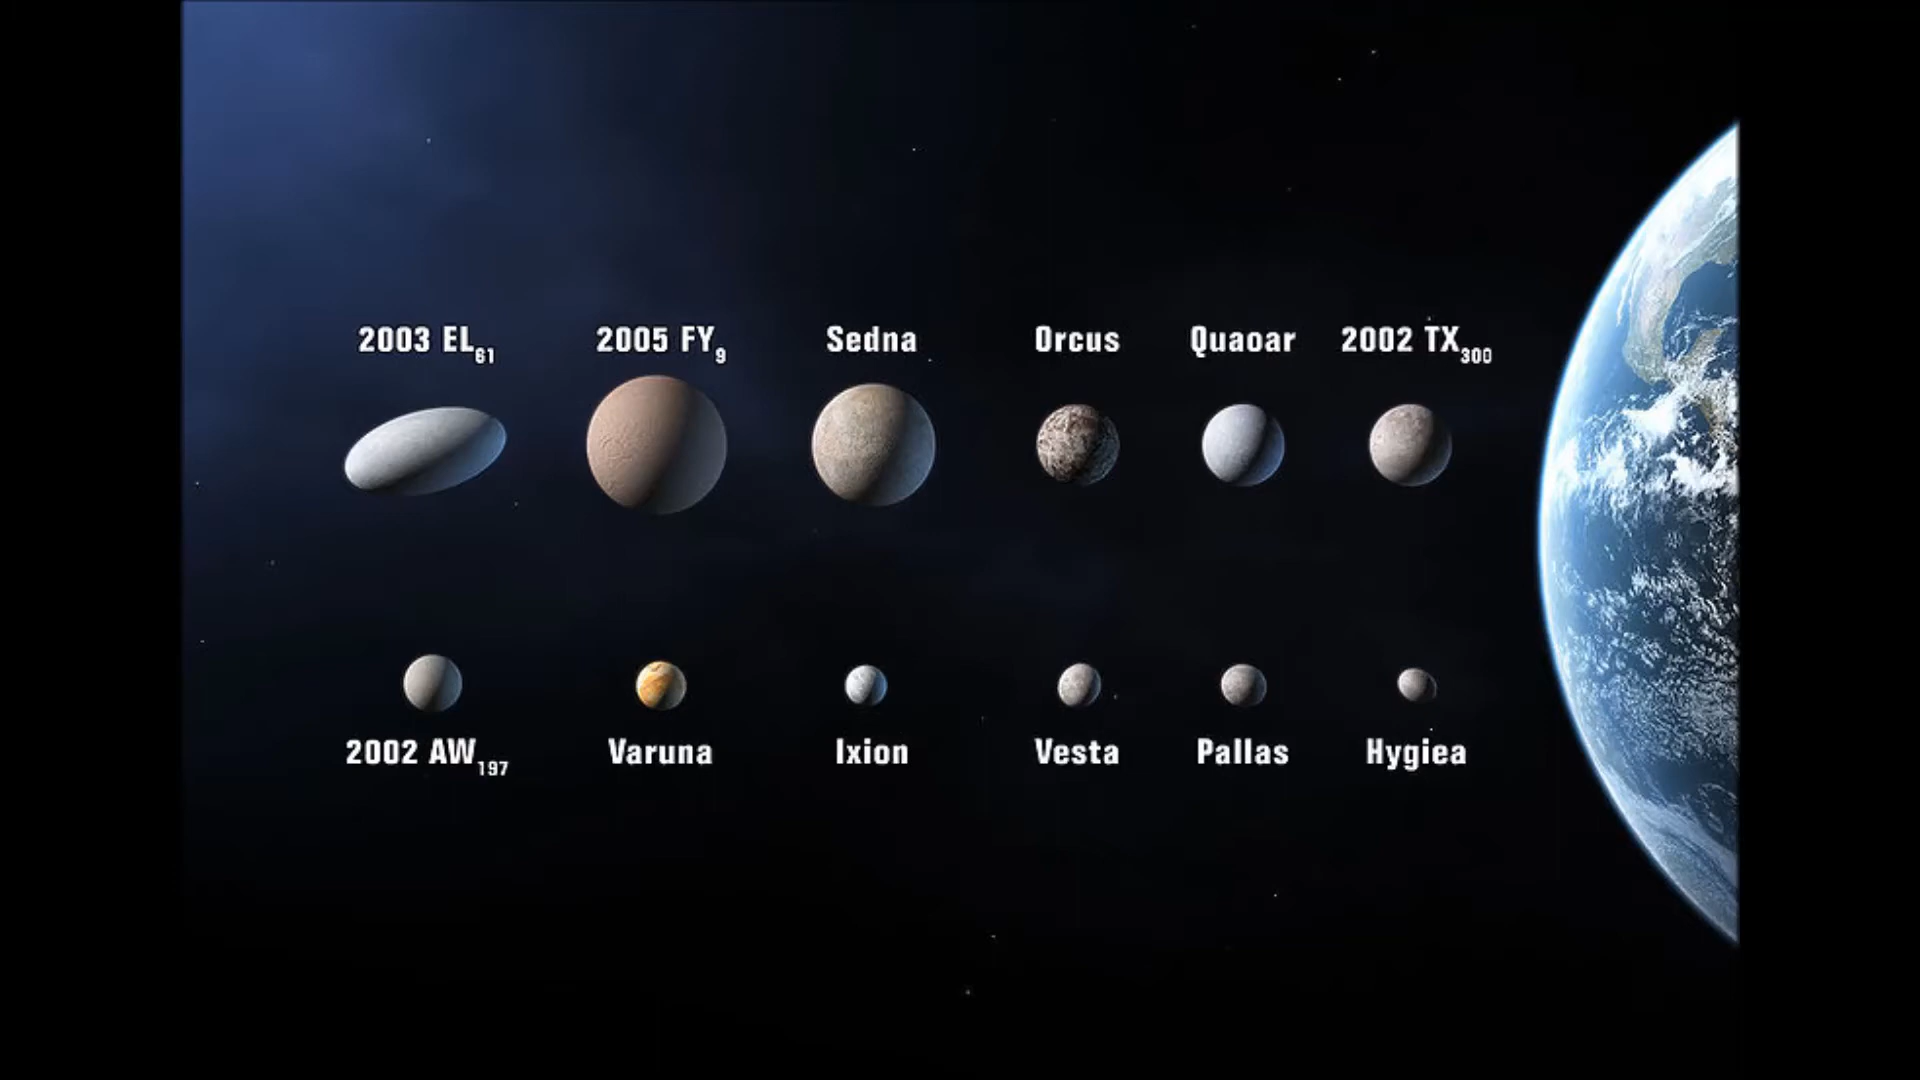 2003 EL61 2005 FY9 Sedna Orcus Quaoar 2002 TX300
2002 AW197 Varuna Ixion Vesta Pallas Hygiea